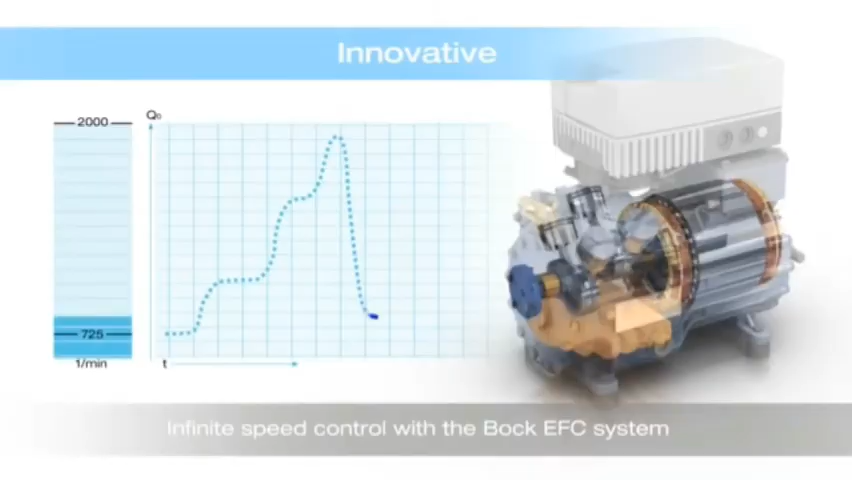 Innovative
2000
Q₀
725
1/min
t
Infinite speed control with the Bock EFC system